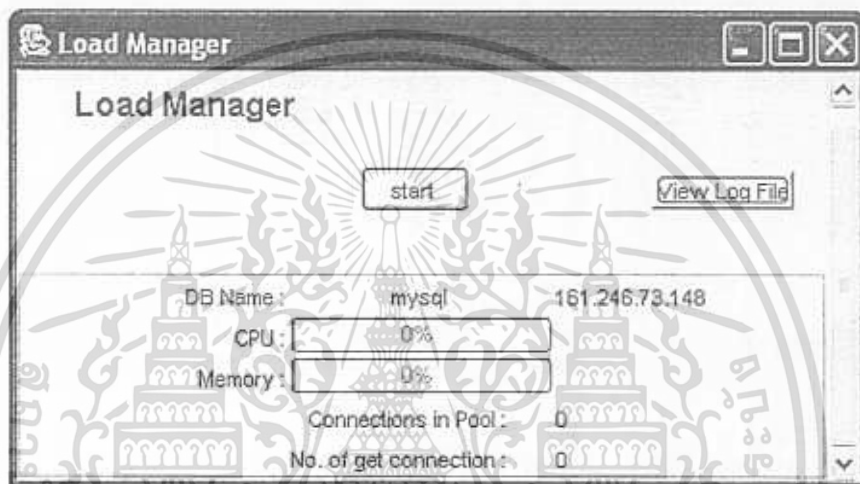 Load Manager
Load Manager
start
View Log File
DB Name : mysql 161.246.73.148
CPU : 0%
Memory : 0%
Connections in Pool : 0
No. of get connection : 0